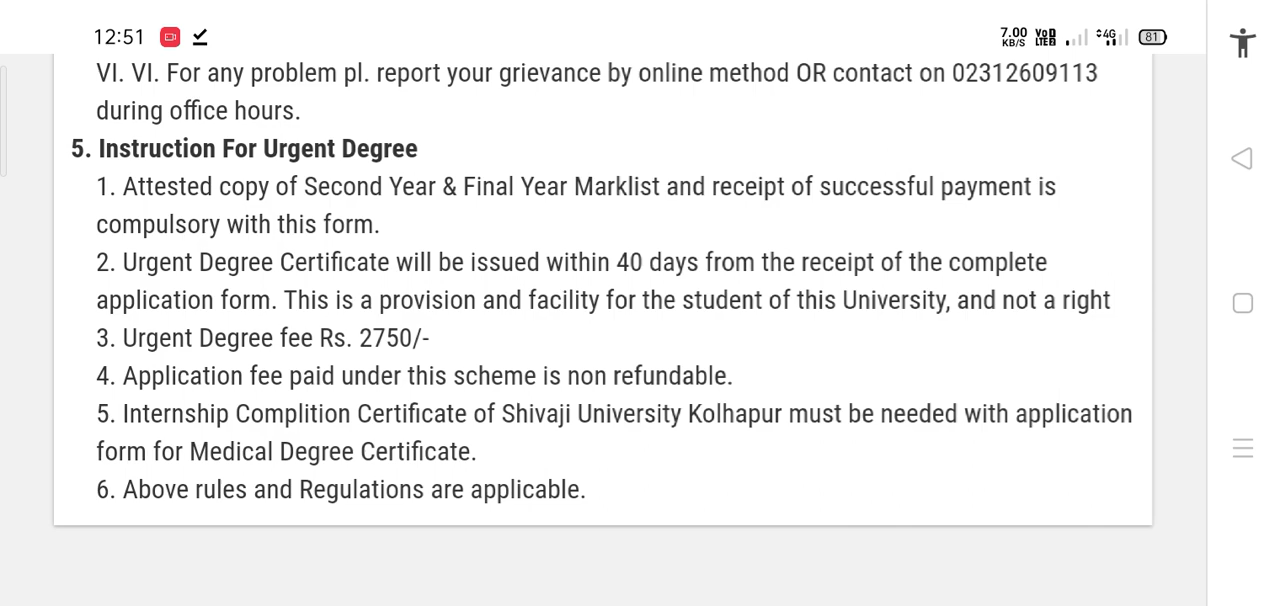 12:51 7.00 KB/S VoD LTE2 4G 81
VI. VI. For any problem pl. report your grievance by online method OR contact on 02312609113
during office hours.
5. Instruction For Urgent Degree
1. Attested copy of Second Year & Final Year Marklist and receipt of successful payment is
compulsory with this form.
2. Urgent Degree Certificate will be issued within 40 days from the receipt of the complete
application form. This is a provision and facility for the student of this University, and not a right
3. Urgent Degree fee Rs. 2750/-
4. Application fee paid under this scheme is non refundable.
5. Internship Complition Certificate of Shivaji University Kolhapur must be needed with application
form for Medical Degree Certificate.
6. Above rules and Regulations are applicable.